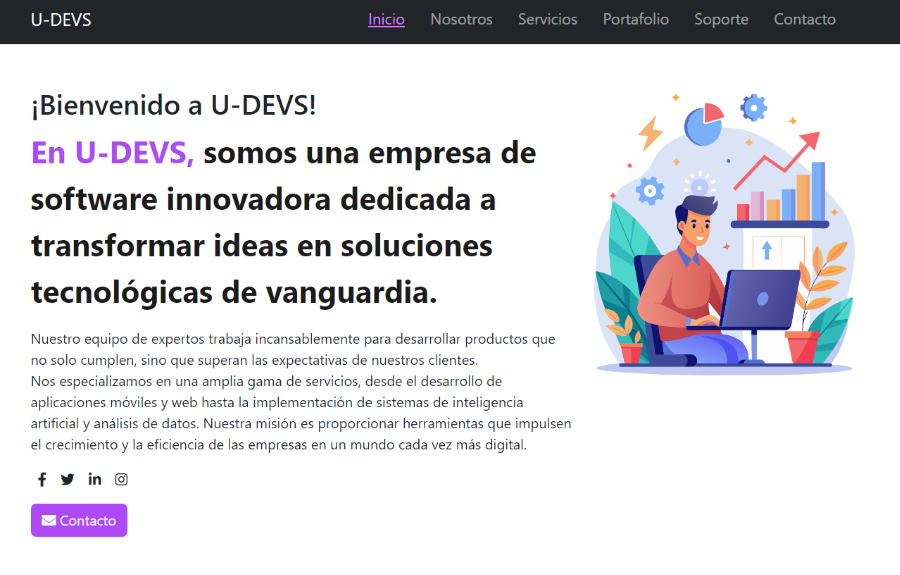 U-DEVS
Inicio Nosotros Servicios Portafolio Soporte Contacto
¡Bienvenido a U-DEVS!
En U-DEVS, somos una empresa de
software innovadora dedicada a
transformar ideas en soluciones
tecnológicas de vanguardia.
Nuestro equipo de expertos trabaja incansablemente para desarrollar productos que
no solo cumplen, sino que superan las expectativas de nuestros clientes.
Nos especializamos en una amplia gama de servicios, desde el desarrollo de
aplicaciones móviles y web hasta la implementación de sistemas de inteligencia
artificial y análisis de datos. Nuestra misión es proporcionar herramientas que impulsen
el crecimiento y la eficiencia de las empresas en un mundo cada vez más digital.
Contacto